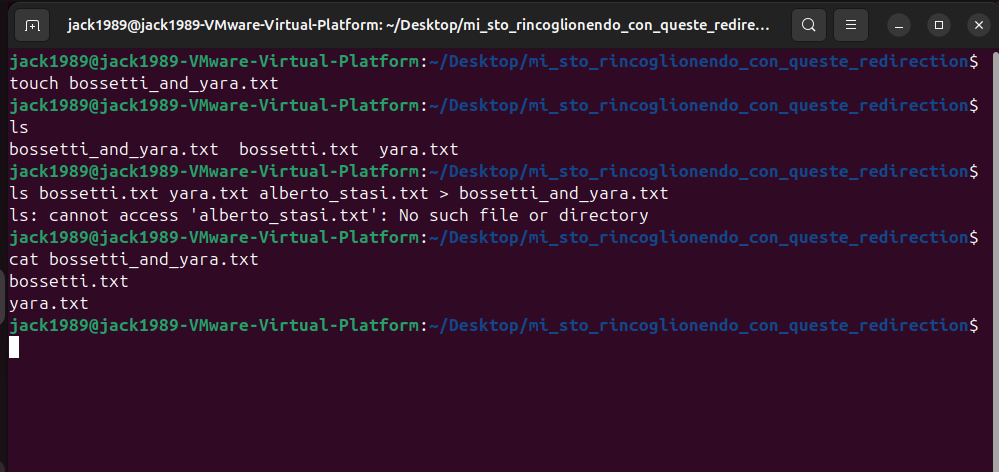 jack1989@jack1989-VMware-Virtual-Platform: ~/Desktop/mi_sto_rincoglionendo_con_queste_redire...
jack1989@jack1989-VMware-Virtual-Platform:~/Desktop/mi_sto_rincoglionendo_con_queste_redirection$
touch bossetti_and_yara.txt
jack1989@jack1989-VMware-Virtual-Platform:~/Desktop/mi_sto_rincoglionendo_con_queste_redirection$
ls
bossetti_and_yara.txt  bossetti.txt  yara.txt
jack1989@jack1989-VMware-Virtual-Platform:~/Desktop/mi_sto_rincoglionendo_con_queste_redirection$
ls bossetti.txt yara.txt alberto_stasi.txt > bossetti_and_yara.txt
ls: cannot access 'alberto_stasi.txt': No such file or directory
jack1989@jack1989-VMware-Virtual-Platform:~/Desktop/mi_sto_rincoglionendo_con_queste_redirection$
cat bossetti_and_yara.txt
bossetti.txt
yara.txt
jack1989@jack1989-VMware-Virtual-Platform:~/Desktop/mi_sto_rincoglionendo_con_queste_redirection$